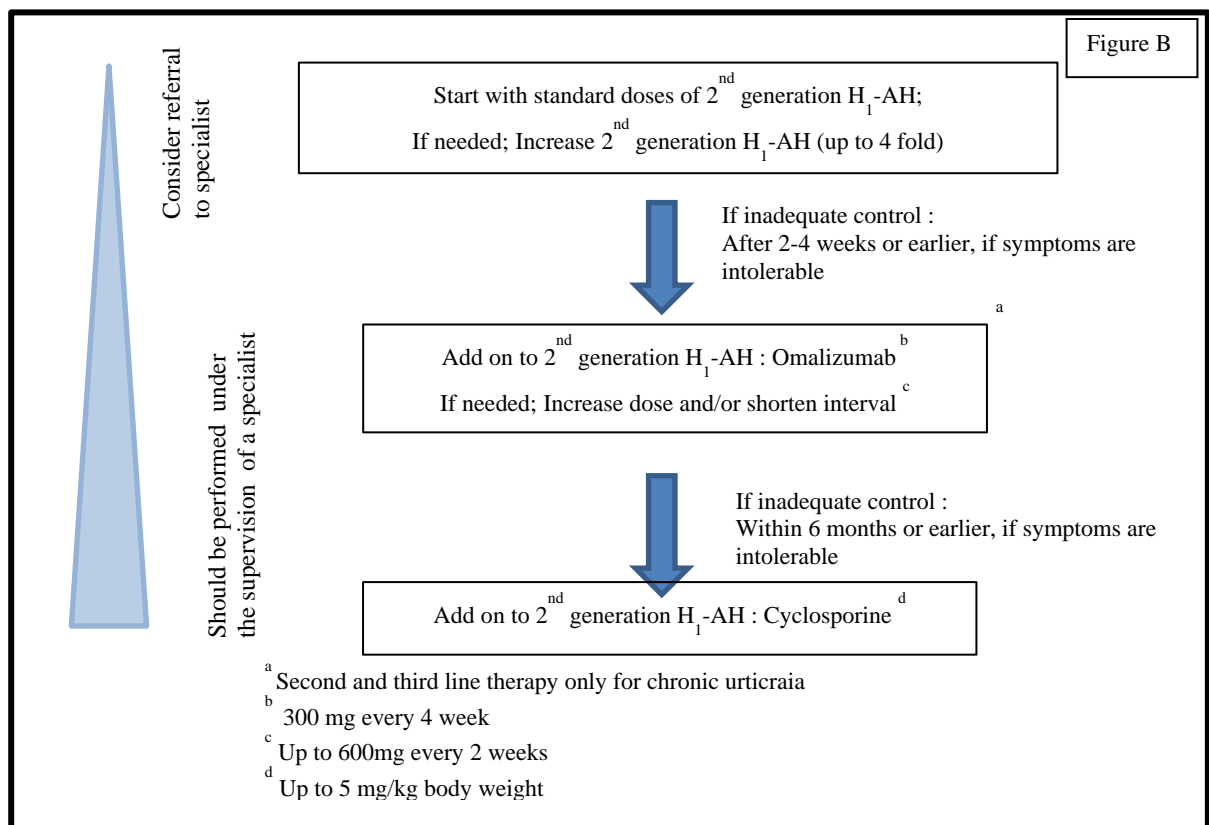 Figure B
Consider referral
to specialist
Start with standard doses of 2nd generation H1-AH;
If needed; Increase 2nd generation H1-AH (up to 4 fold)
If inadequate control :
After 2-4 weeks or earlier, if symptoms are
intolerable
Should be performed under
the supervision of a specialist
a
Add on to 2nd generation H1-AH : Omalizumab b
If needed; Increase dose and/or shorten interval c
If inadequate control :
Within 6 months or earlier, if symptoms are
intolerable
Add on to 2nd generation H1-AH : Cyclosporine d
a Second and third line therapy only for chronic urticraia
b 300 mg every 4 week
c Up to 600mg every 2 weeks
d Up to 5 mg/kg body weight